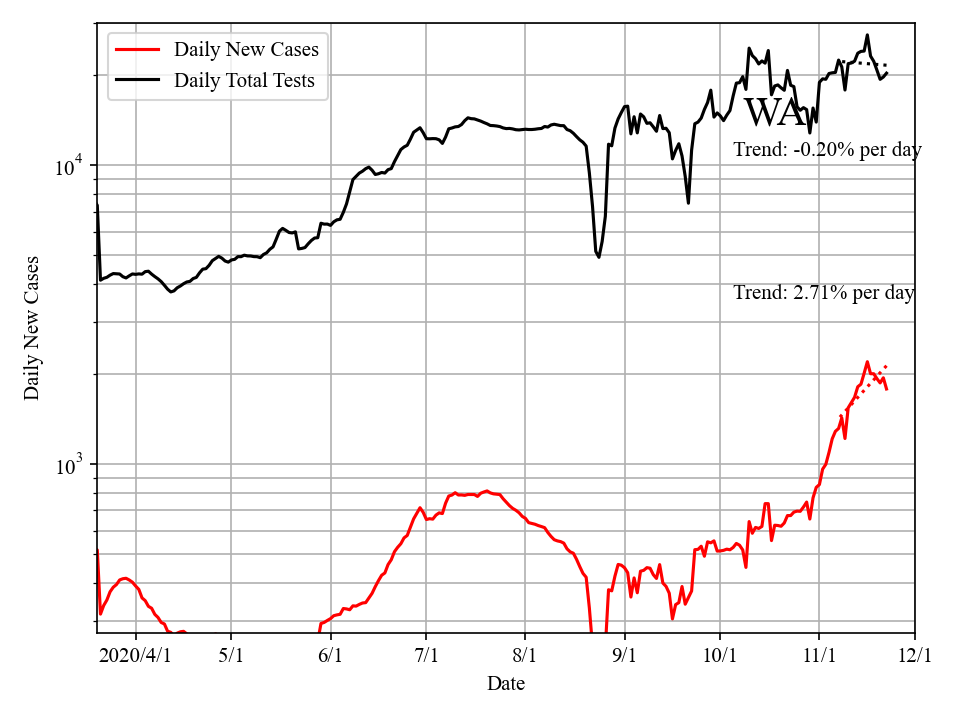 Daily New Cases
Daily Total Tests
WA
Trend: -0.20% per day
Trend: 2.71% per day
Daily New Cases
10^4
10^3
2020/4/1 5/1 6/1 7/1 8/1 9/1 10/1 11/1 12/1
Date